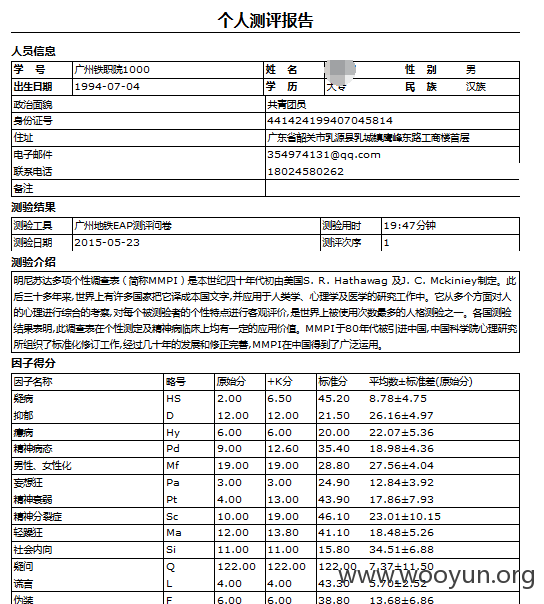 个人测评报告
人员信息
学 号 广州铁职院1000 姓 名 性 别 男
出生日期 1994-07-04 学 历 大专 民 族 汉族
政治面貌 共青团员
身份证号 441424199407045814
住址 广东省韶关市乳源县乳城镇鹰峰东路工商楼首层
电子邮件 354974131@qq.com
联系电话 18024580262
备注
测验结果
测验工具 广州地铁EAP测评问卷 测验用时 19:47分钟
测验日期 2015-05-23 测评次序 1
测验介绍
明尼苏达多项个性调查表（简称MMPI）是本世纪四十年代初由美国S. R. Hathawag 及J. C. Mckiniey制定。此
后三十多年来,世界上有许多国家把它译成本国文字,并应用于人类学、心理学及医学的研究工作中。它从多个方面对人
的心理进行综合的考察,对每个被测验者的个性特点进行客观评价,是世界上被使用次数最多的人格测验之一。各国测验
结果表明,此调查表在个性测定及精神病临床上均有一定的应用价值。MMPI于80年代被引进中国,中国科学院心理研究
所组织了标准化修订工作,经过几十年的发展和修正完善,MMPI在中国得到了广泛运用。
因子得分
因子名称 略号 原始分 +K分 标准分 平均数±标准差(原始分)
疑病 HS 2.00 6.50 45.20 8.78±4.75
抑郁 D 12.00 12.00 21.50 26.16±4.97
癔病 Hy 6.00 6.00 20.00 22.07±5.36
精神病态 Pd 9.00 12.60 35.40 18.98±4.36
男性、女性化 Mf 19.00 19.00 28.80 27.56±4.04
妄想狂 Pa 3.00 3.00 24.90 12.84±3.92
精神衰弱 Pt 4.00 13.00 43.90 17.86±7.93
精神分裂症 Sc 10.00 19.00 46.10 23.01±10.15
轻躁狂 Ma 12.00 13.80 41.10 18.48±5.26
社会内向 Si 11.00 11.00 15.80 34.51±6.88
疑问 Q 122.00 122.00 122.00 7.37±11.50
谎言 L 4.00 4.00 43.30 5.70±2.52
伪装 F 6.00 6.00 38.80 13.68±6.86
www.wooyun.org